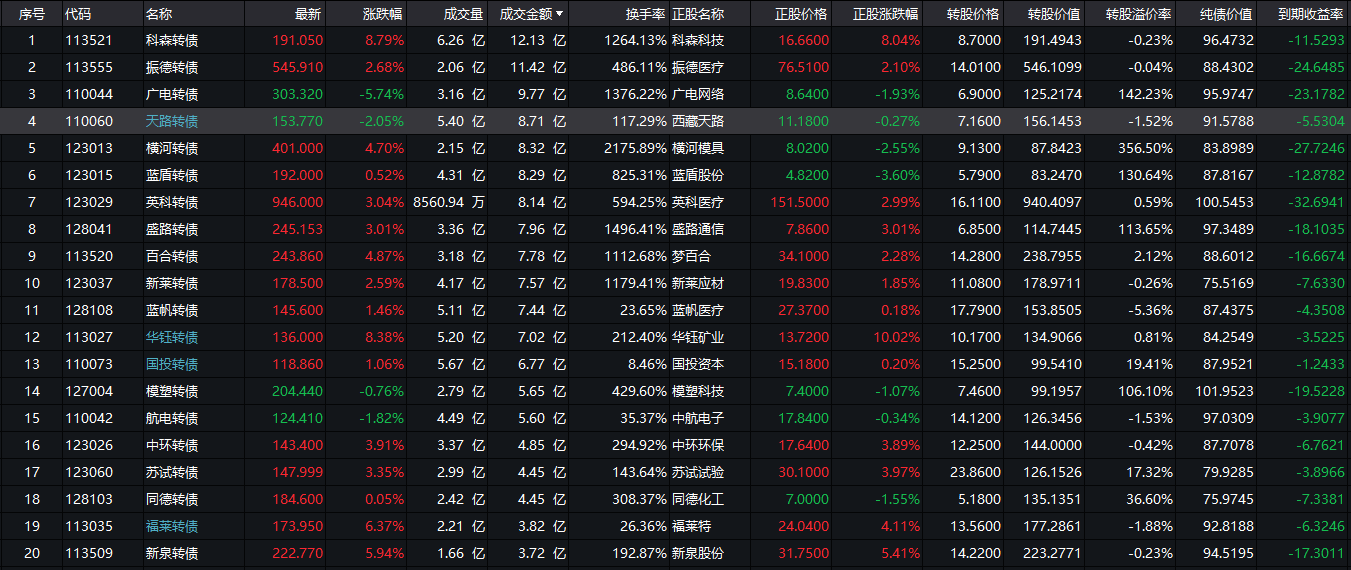 序号 代码 名称 最新 涨跌幅 成交量 成交金额▼ 换手率 正股名称 正股价格 正股涨跌幅 转股价格 转股价值 转股溢价率 纯债价值 到期收益率
1 113521 科森转债 191.050 8.79% 6.26 亿 12.13 亿 1264.13% 科森科技 16.6600 8.04% 8.7000 191.4943 -0.23% 96.4732 -11.5293
2 113555 振德转债 545.910 2.68% 2.06 亿 11.42 亿 486.11% 振德医疗 76.5100 2.10% 14.0100 546.1099 -0.04% 88.4302 -24.6485
3 110044 广电转债 303.320 -5.74% 3.16 亿 9.77 亿 1376.22% 广电网络 8.6400 -1.93% 6.9000 125.2174 142.23% 95.9747 -23.1782
4 110060 天路转债 153.770 -2.05% 5.40 亿 8.71 亿 117.29% 西藏天路 11.1800 -0.27% 7.1600 156.1453 -1.52% 91.5788 -5.5304
5 123013 横河转债 401.000 4.70% 2.15 亿 8.32 亿 2175.89% 横河模具 8.0200 -2.55% 9.1300 87.8423 356.50% 83.8989 -27.7246
6 123015 蓝盾转债 192.000 0.52% 4.31 亿 8.29 亿 825.31% 蓝盾股份 4.8200 -3.60% 5.7900 83.2470 130.64% 87.8167 -12.8782
7 123029 英科转债 946.000 3.04% 8560.94 万 8.14 亿 594.25% 英科医疗 151.5000 2.99% 16.1100 940.4097 0.59% 100.5453 -32.6941
8 128041 盛路转债 245.153 3.01% 3.36 亿 7.96 亿 1496.41% 盛路通信 7.8600 3.01% 6.8500 114.7445 113.65% 97.3489 -18.1035
9 113520 百合转债 243.860 4.87% 3.18 亿 7.78 亿 1112.68% 梦百合 34.1000 2.28% 14.2800 238.7955 2.12% 88.6012 -16.6674
10 123037 新莱转债 178.500 2.59% 4.17 亿 7.57 亿 1179.41% 新莱应材 19.8300 1.85% 11.0800 178.9711 -0.26% 75.5169 -7.6330
11 128108 蓝帆转债 145.600 1.46% 5.11 亿 7.44 亿 23.65% 蓝帆医疗 27.3700 0.18% 17.7900 153.8505 -5.36% 87.4375 -4.3508
12 113027 华钰转债 136.000 8.38% 5.20 亿 7.02 亿 212.40% 华钰矿业 13.7200 10.02% 10.1700 134.9066 0.81% 84.2549 -3.5225
13 110073 国投转债 118.860 1.06% 5.67 亿 6.77 亿 8.46% 国投资本 15.1800 0.20% 15.2500 99.5410 19.41% 87.9521 -1.2433
14 127004 模塑转债 204.440 -0.76% 2.79 亿 5.65 亿 429.60% 模塑科技 7.4000 -1.07% 7.4600 99.1957 106.10% 101.9523 -19.5228
15 110042 航电转债 124.410 -1.82% 4.49 亿 5.60 亿 35.37% 中航电子 17.8400 -0.34% 14.1200 126.3456 -1.53% 97.0309 -3.9077
16 123026 中环转债 143.400 3.91% 3.37 亿 4.85 亿 294.92% 中环环保 17.6400 3.89% 12.2500 144.0000 -0.42% 87.7078 -6.7621
17 123060 苏试转债 147.999 3.35% 2.99 亿 4.45 亿 143.64% 苏试试验 30.1000 3.97% 23.8600 126.1526 17.32% 79.9285 -3.8966
18 128103 同德转债 184.600 0.05% 2.42 亿 4.45 亿 308.37% 同德化工 7.0000 -1.55% 5.1800 135.1351 36.60% 75.9745 -7.3381
19 113035 福莱转债 173.950 6.37% 2.21 亿 3.82 亿 26.36% 福莱特 24.0400 4.11% 13.5600 177.2861 -1.88% 92.8188 -6.3246
20 113509 新泉转债 222.770 5.94% 1.66 亿 3.72 亿 192.87% 新泉股份 31.7500 5.41% 14.2200 223.2771 -0.23% 94.5195 -17.3011